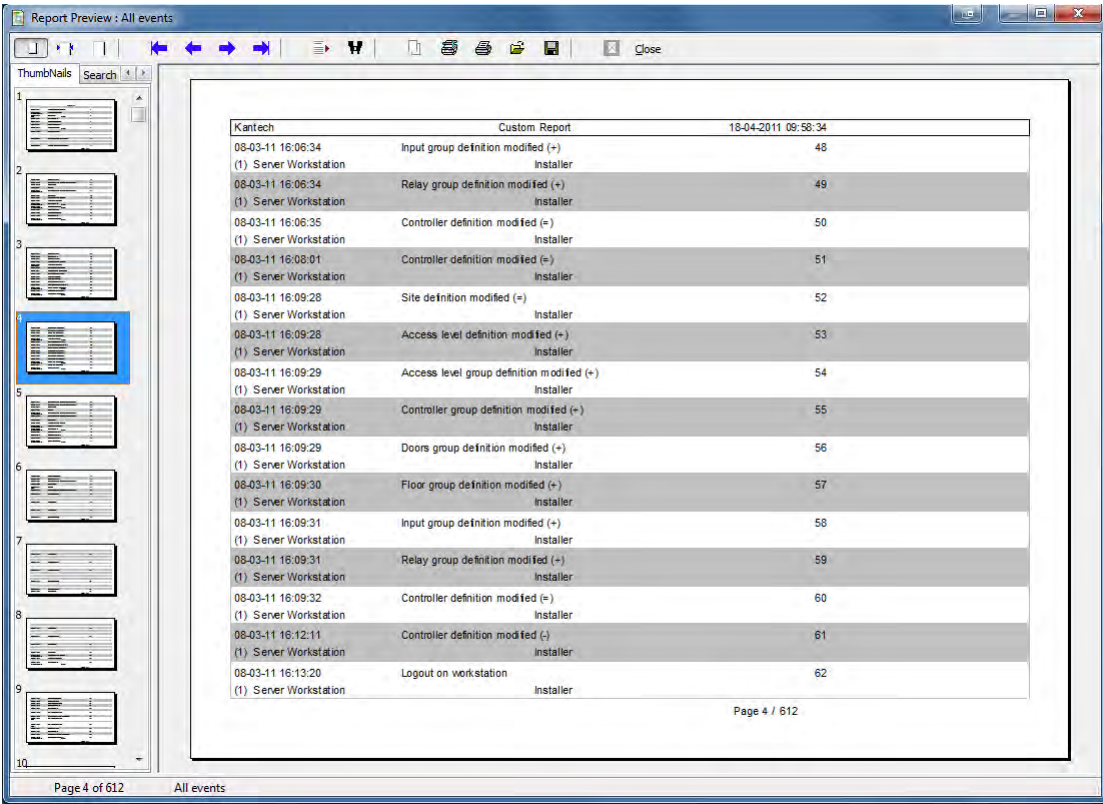 Report Preview : All events
Close
ThumbNails Search
1
2
3
4
5
6
7
8
9
10
Kantech Custom Report 18-04-2011 09:58:34
08-03-11 16:06:34 Input group definition modified (+) 48
(1) Server Workstation Installer
08-03-11 16:06:34 Relay group definition modified (+) 49
(1) Server Workstation Installer
08-03-11 16:06:35 Controller definition modified (=) 50
(1) Server Workstation Installer
08-03-11 16:08:01 Controller definition modified (=) 51
(1) Server Workstation Installer
08-03-11 16:09:28 Site definition modified (=) 52
(1) Server Workstation Installer
08-03-11 16:09:28 Access level definition modified (+) 53
(1) Server Workstation Installer
08-03-11 16:09:29 Access level group definition modified (+) 54
(1) Server Workstation Installer
08-03-11 16:09:29 Controller group definition modified (+) 55
(1) Server Workstation Installer
08-03-11 16:09:29 Doors group definition modified (+) 56
(1) Server Workstation Installer
08-03-11 16:09:30 Floor group definition modified (+) 57
(1) Server Workstation Installer
08-03-11 16:09:31 Input group definition modified (+) 58
(1) Server Workstation Installer
08-03-11 16:09:31 Relay group definition modified (+) 59
(1) Server Workstation Installer
08-03-11 16:09:32 Controller definition modified (=) 60
(1) Server Workstation Installer
08-03-11 16:12:11 Controller definition modified (-) 61
(1) Server Workstation Installer
08-03-11 16:13:20 Logout on workstation 62
(1) Server Workstation Installer
Page 4 / 612
Page 4 of 612 All events